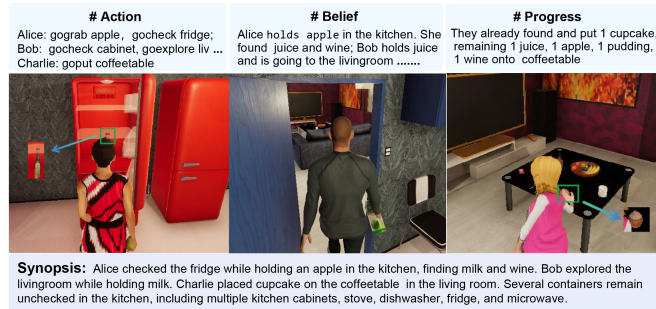 # Action
Alice: gograb apple, gocheck fridge;
Bob: gocheck cabinet, goexplore liv ...
Charlie: goput coffeetable
# Belief
Alice holds apple in the kitchen. She
found juice and wine; Bob holds juice
and is going to the livingroom .......
# Progress
They already found and put 1 cupcake,
remaining 1 juice, 1 apple, 1 pudding,
1 wine onto coffeetable
Synopsis: Alice checked the fridge while holding an apple in the kitchen, finding milk and wine. Bob explored the
livingroom while holding milk. Charlie placed cupcake on the coffeetable in the living room. Several containers remain
unchecked in the kitchen, including multiple kitchen cabinets, stove, dishwasher, fridge, and microwave.